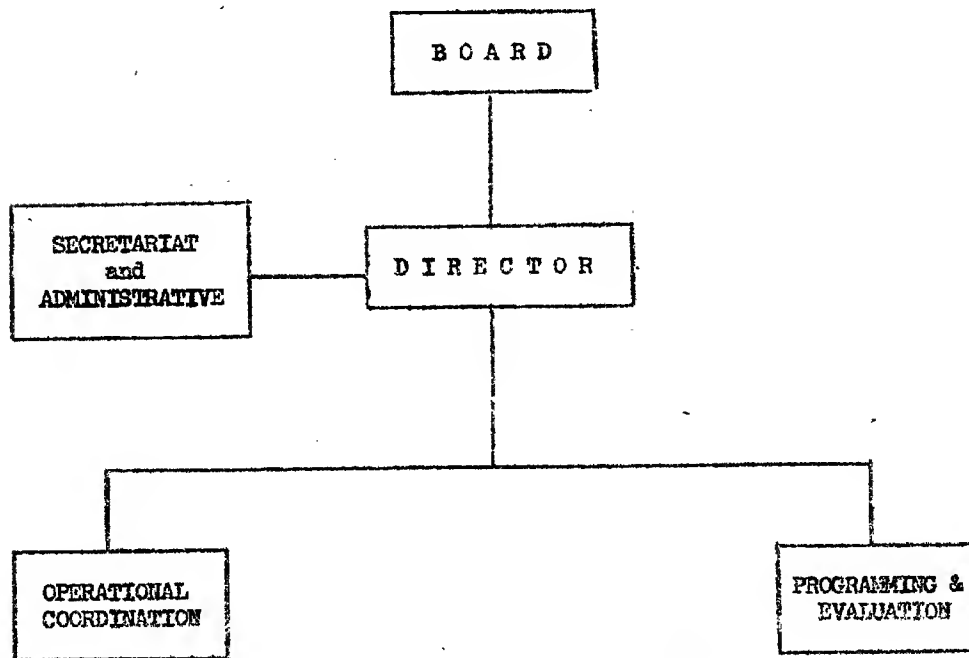 BOARD
SECRETARIAT
and
ADMINISTRATIVE
DIRECTOR
OPERATIONAL
COORDINATION
PROGRAMMING &
EVALUATION